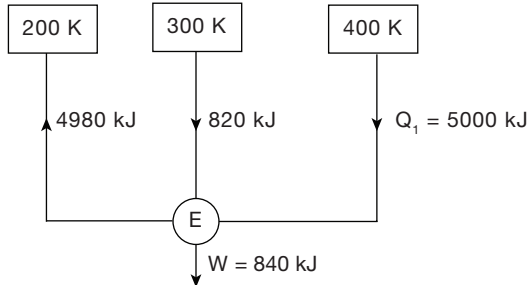 200 K
300 K
400 K
4980 kJ
820 kJ
Q₁ = 5000 kJ
E
W = 840 kJ